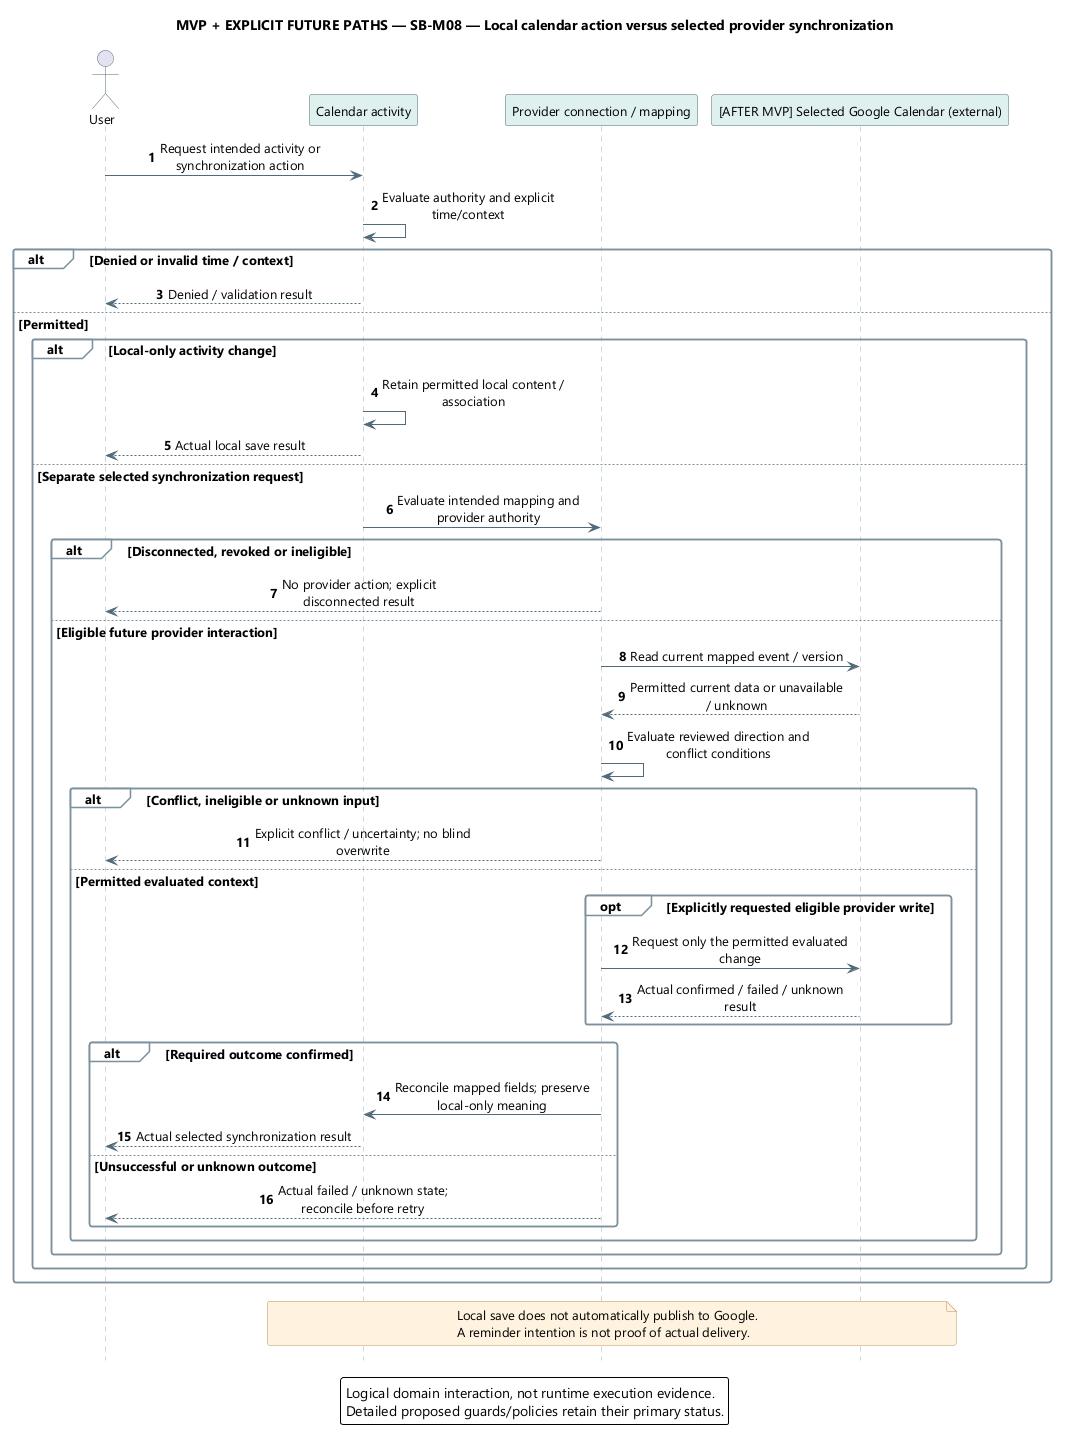 MVP + EXPLICIT FUTURE PATHS — SB-M08 — Local calendar action versus selected provider synchronization
User
Calendar activity
Provider connection / mapping
[AFTER MVP] Selected Google Calendar (external)
1 Request intended activity or
synchronization action
2 Evaluate authority and explicit
time/context
alt [Denied or invalid time / context]
3 Denied / validation result
[Permitted]
alt [Local-only activity change]
4 Retain permitted local content /
association
5 Actual local save result
[Separate selected synchronization request]
6 Evaluate intended mapping and
provider authority
alt [Disconnected, revoked or ineligible]
7 No provider action; explicit
disconnected result
[Eligible future provider interaction]
8 Read current mapped event / version
9 Permitted current data or unavailable
/ unknown
10 Evaluate reviewed direction and
conflict conditions
alt [Conflict, ineligible or unknown input]
11 Explicit conflict / uncertainty; no blind
overwrite
[Permitted evaluated context]
opt [Explicitly requested eligible provider write]
12 Request only the permitted evaluated
change
13 Actual confirmed / failed / unknown
result
alt [Required outcome confirmed]
14 Reconcile mapped fields; preserve
local-only meaning
15 Actual selected synchronization result
[Unsuccessful or unknown outcome]
16 Actual failed / unknown state;
reconcile before retry
Local save does not automatically publish to Google.
A reminder intention is not proof of actual delivery.
Logical domain interaction, not runtime execution evidence.
Detailed proposed guards/policies retain their primary status.